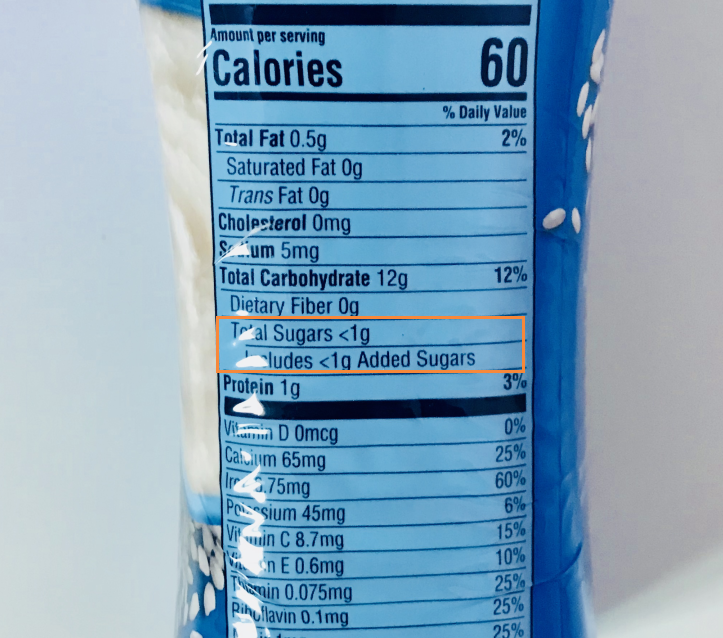 Amount per serving
Calories 60
% Daily Value
Total Fat 0.5g 2%
Saturated Fat 0g
Trans Fat 0g
Cholesterol 0mg
Sodium 5mg
Total Carbohydrate 12g 12%
Dietary Fiber 0g
Total Sugars <1g
Includes <1g Added Sugars
Protein 1g 3%
Vitamin D 0mcg 0%
Calcium 65mg 25%
Iron 6.75mg 60%
Potassium 45mg 6%
Vitamin C 8.7mg 15%
Vitamin E 0.6mg 10%
Thiamin 0.075mg 25%
Riboflavin 0.1mg 25%
25%